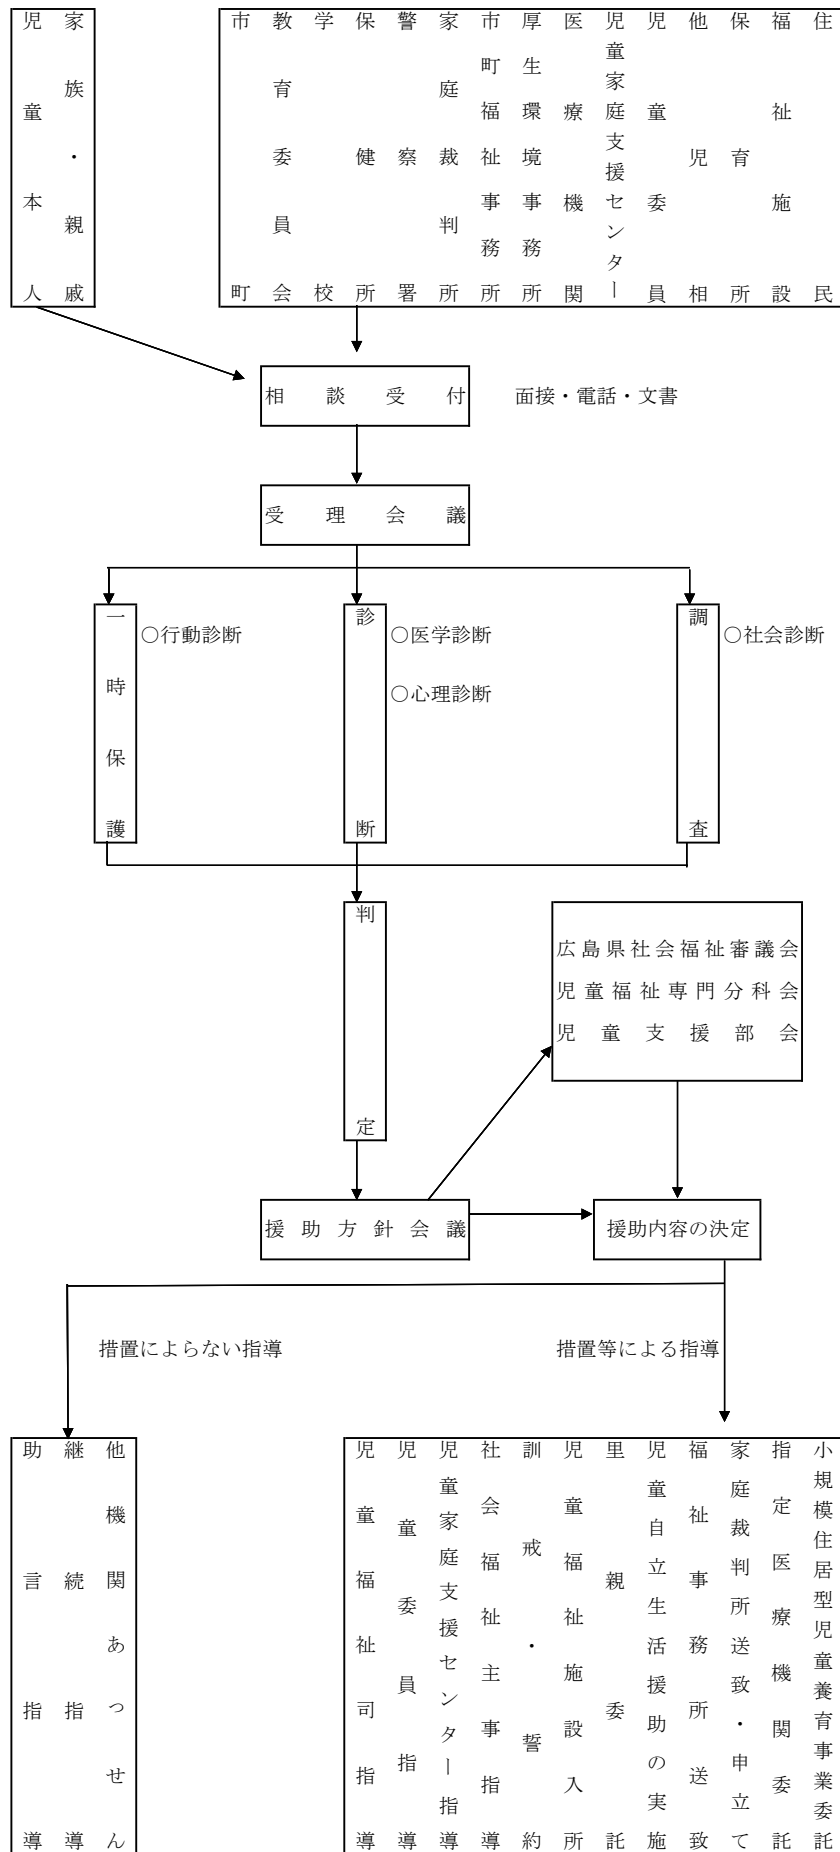 児童本人
家族・親戚
市町
教育委員会
学校
保健所
警察署
家庭裁判所
市町福祉事務所
厚生環境事務所
医療機関
児童家庭支援センター
児童委員
他児相
保育所
福祉施設
住民
相談受付
面接・電話・文書
受理会議
一時保護
○行動診断
診断
○医学診断
○心理診断
調査
○社会診断
判定
広島県社会福祉審議会
児童福祉専門分科会
児童支援部会
援助方針会議
援助内容の決定
措置によらない指導
措置等による指導
助言指導
継続指導
他機関あっせん
児童福祉司指導
児童委員指導
児童家庭支援センター指導
社会福祉主事指導
訓戒・誓約
児童福祉施設入所
里親委託
児童自立生活援助の実施
福祉事務所送致
家庭裁判所送致・申立て
指定医療機関委託
小規模住居型児童養育事業委託